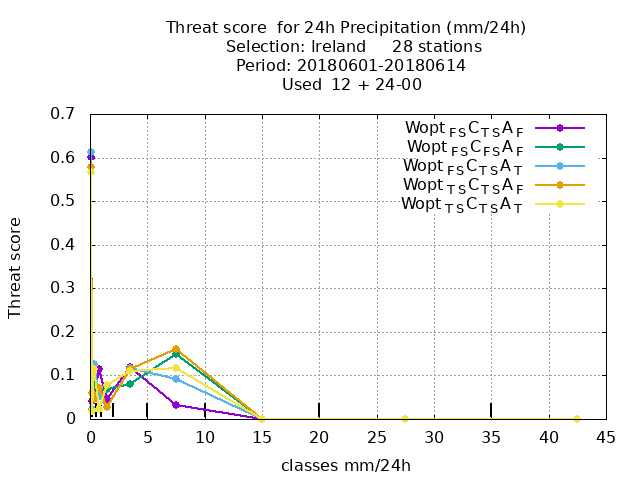 Threat score  for 24h Precipitation (mm/24h)
Selection: Ireland     28 stations
Period: 20180601-20180614
Used  12 + 24-00
Threat score
0.7
0.6
0.5
0.4
0.3
0.2
0.1
0
Wopt FS C TS A F
Wopt FS C FS A F
Wopt FS C TS A T
Wopt TS C TS A F
Wopt TS C TS A T
0 5 10 15 20 25 30 35 40 45
classes mm/24h